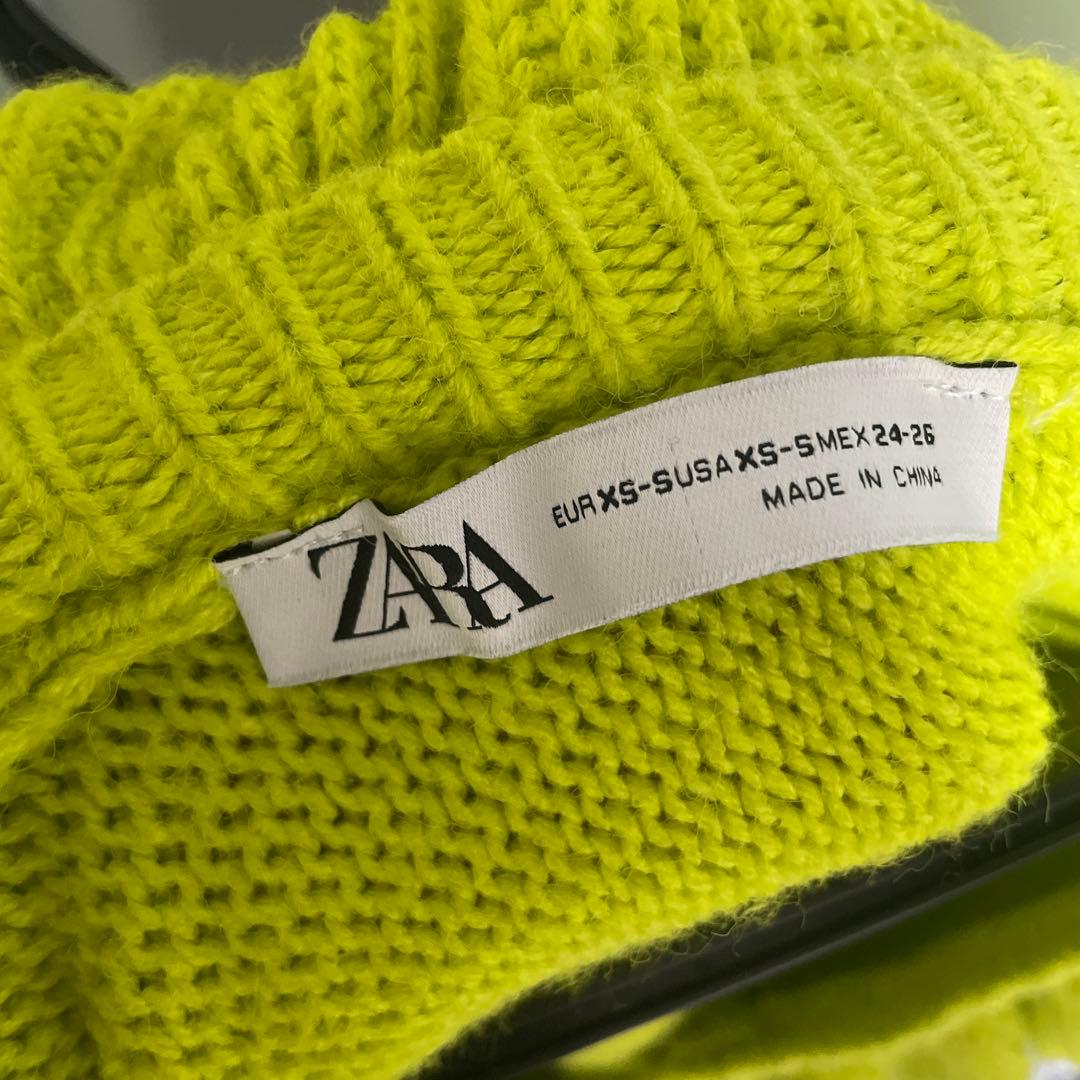 ZARA
EUR XS-S USA XS-S MEX 24-26
MADE IN CHINA